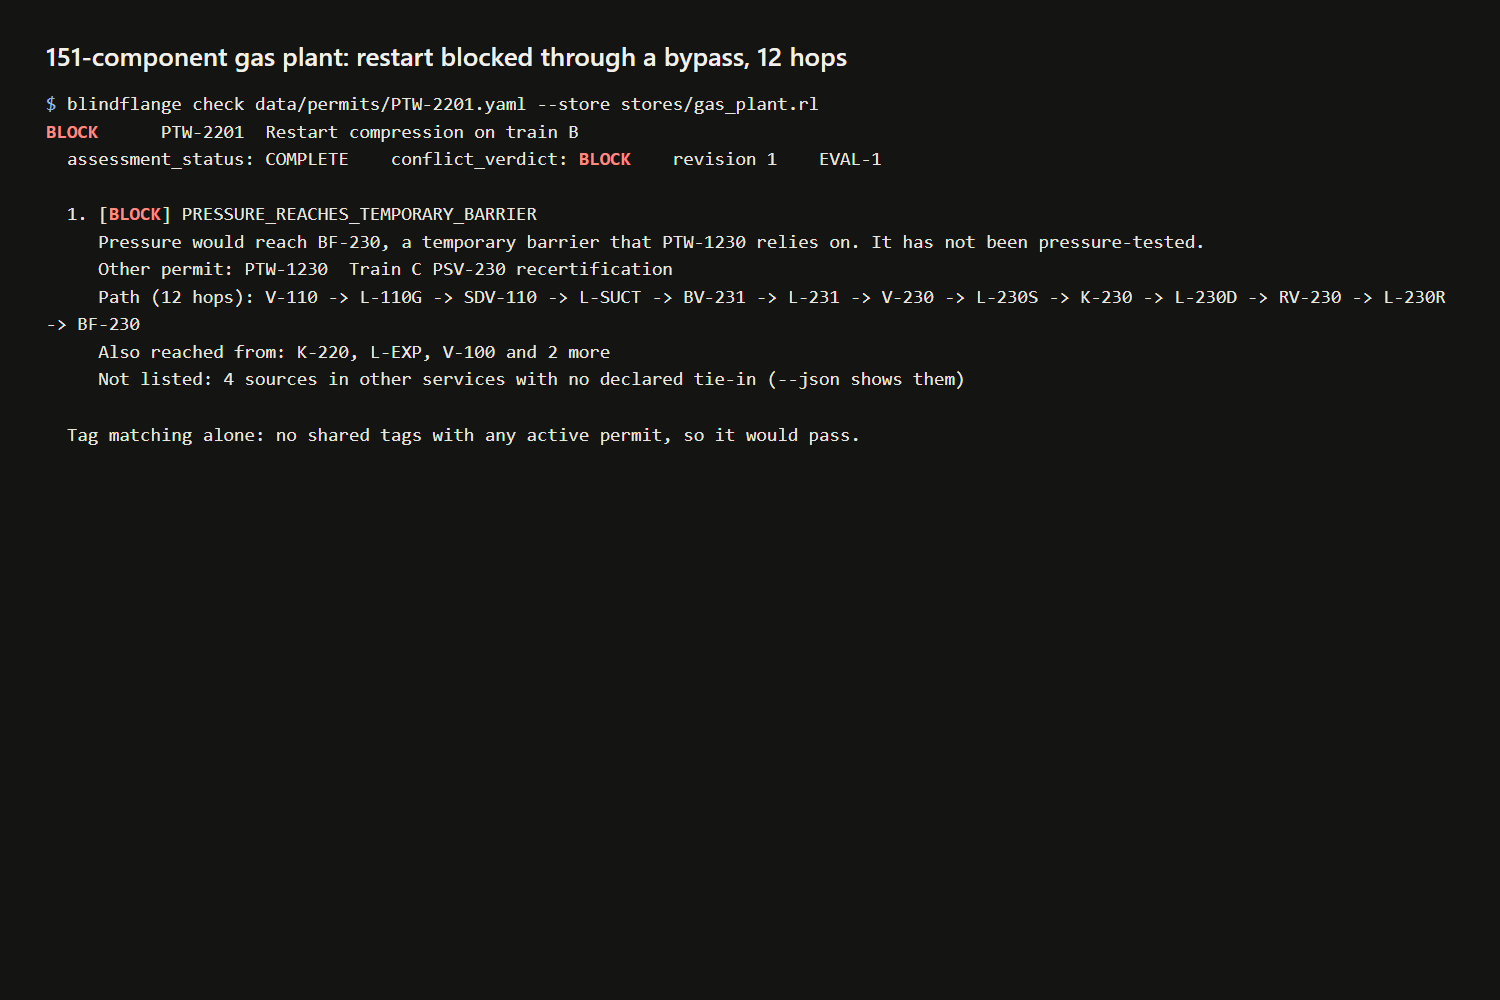 151-component gas plant: restart blocked through a bypass, 12 hops
$ blindflange check data/permits/PTW-2201.yaml --store stores/gas_plant.rl
BLOCK      PTW-2201  Restart compression on train B
  assessment_status: COMPLETE    conflict_verdict: BLOCK    revision 1    EVAL-1
  1. [BLOCK] PRESSURE_REACHES_TEMPORARY_BARRIER
     Pressure would reach BF-230, a temporary barrier that PTW-1230 relies on. It has not been pressure-tested.
     Other permit: PTW-1230  Train C PSV-230 recertification
     Path (12 hops): V-110 -> L-110G -> SDV-110 -> L-SUCT -> BV-231 -> L-231 -> V-230 -> L-230S -> K-230 -> L-230D -> RV-230 -> L-230R
-> BF-230
     Also reached from: K-220, L-EXP, V-100 and 2 more
     Not listed: 4 sources in other services with no declared tie-in (--json shows them)
  Tag matching alone: no shared tags with any active permit, so it would pass.